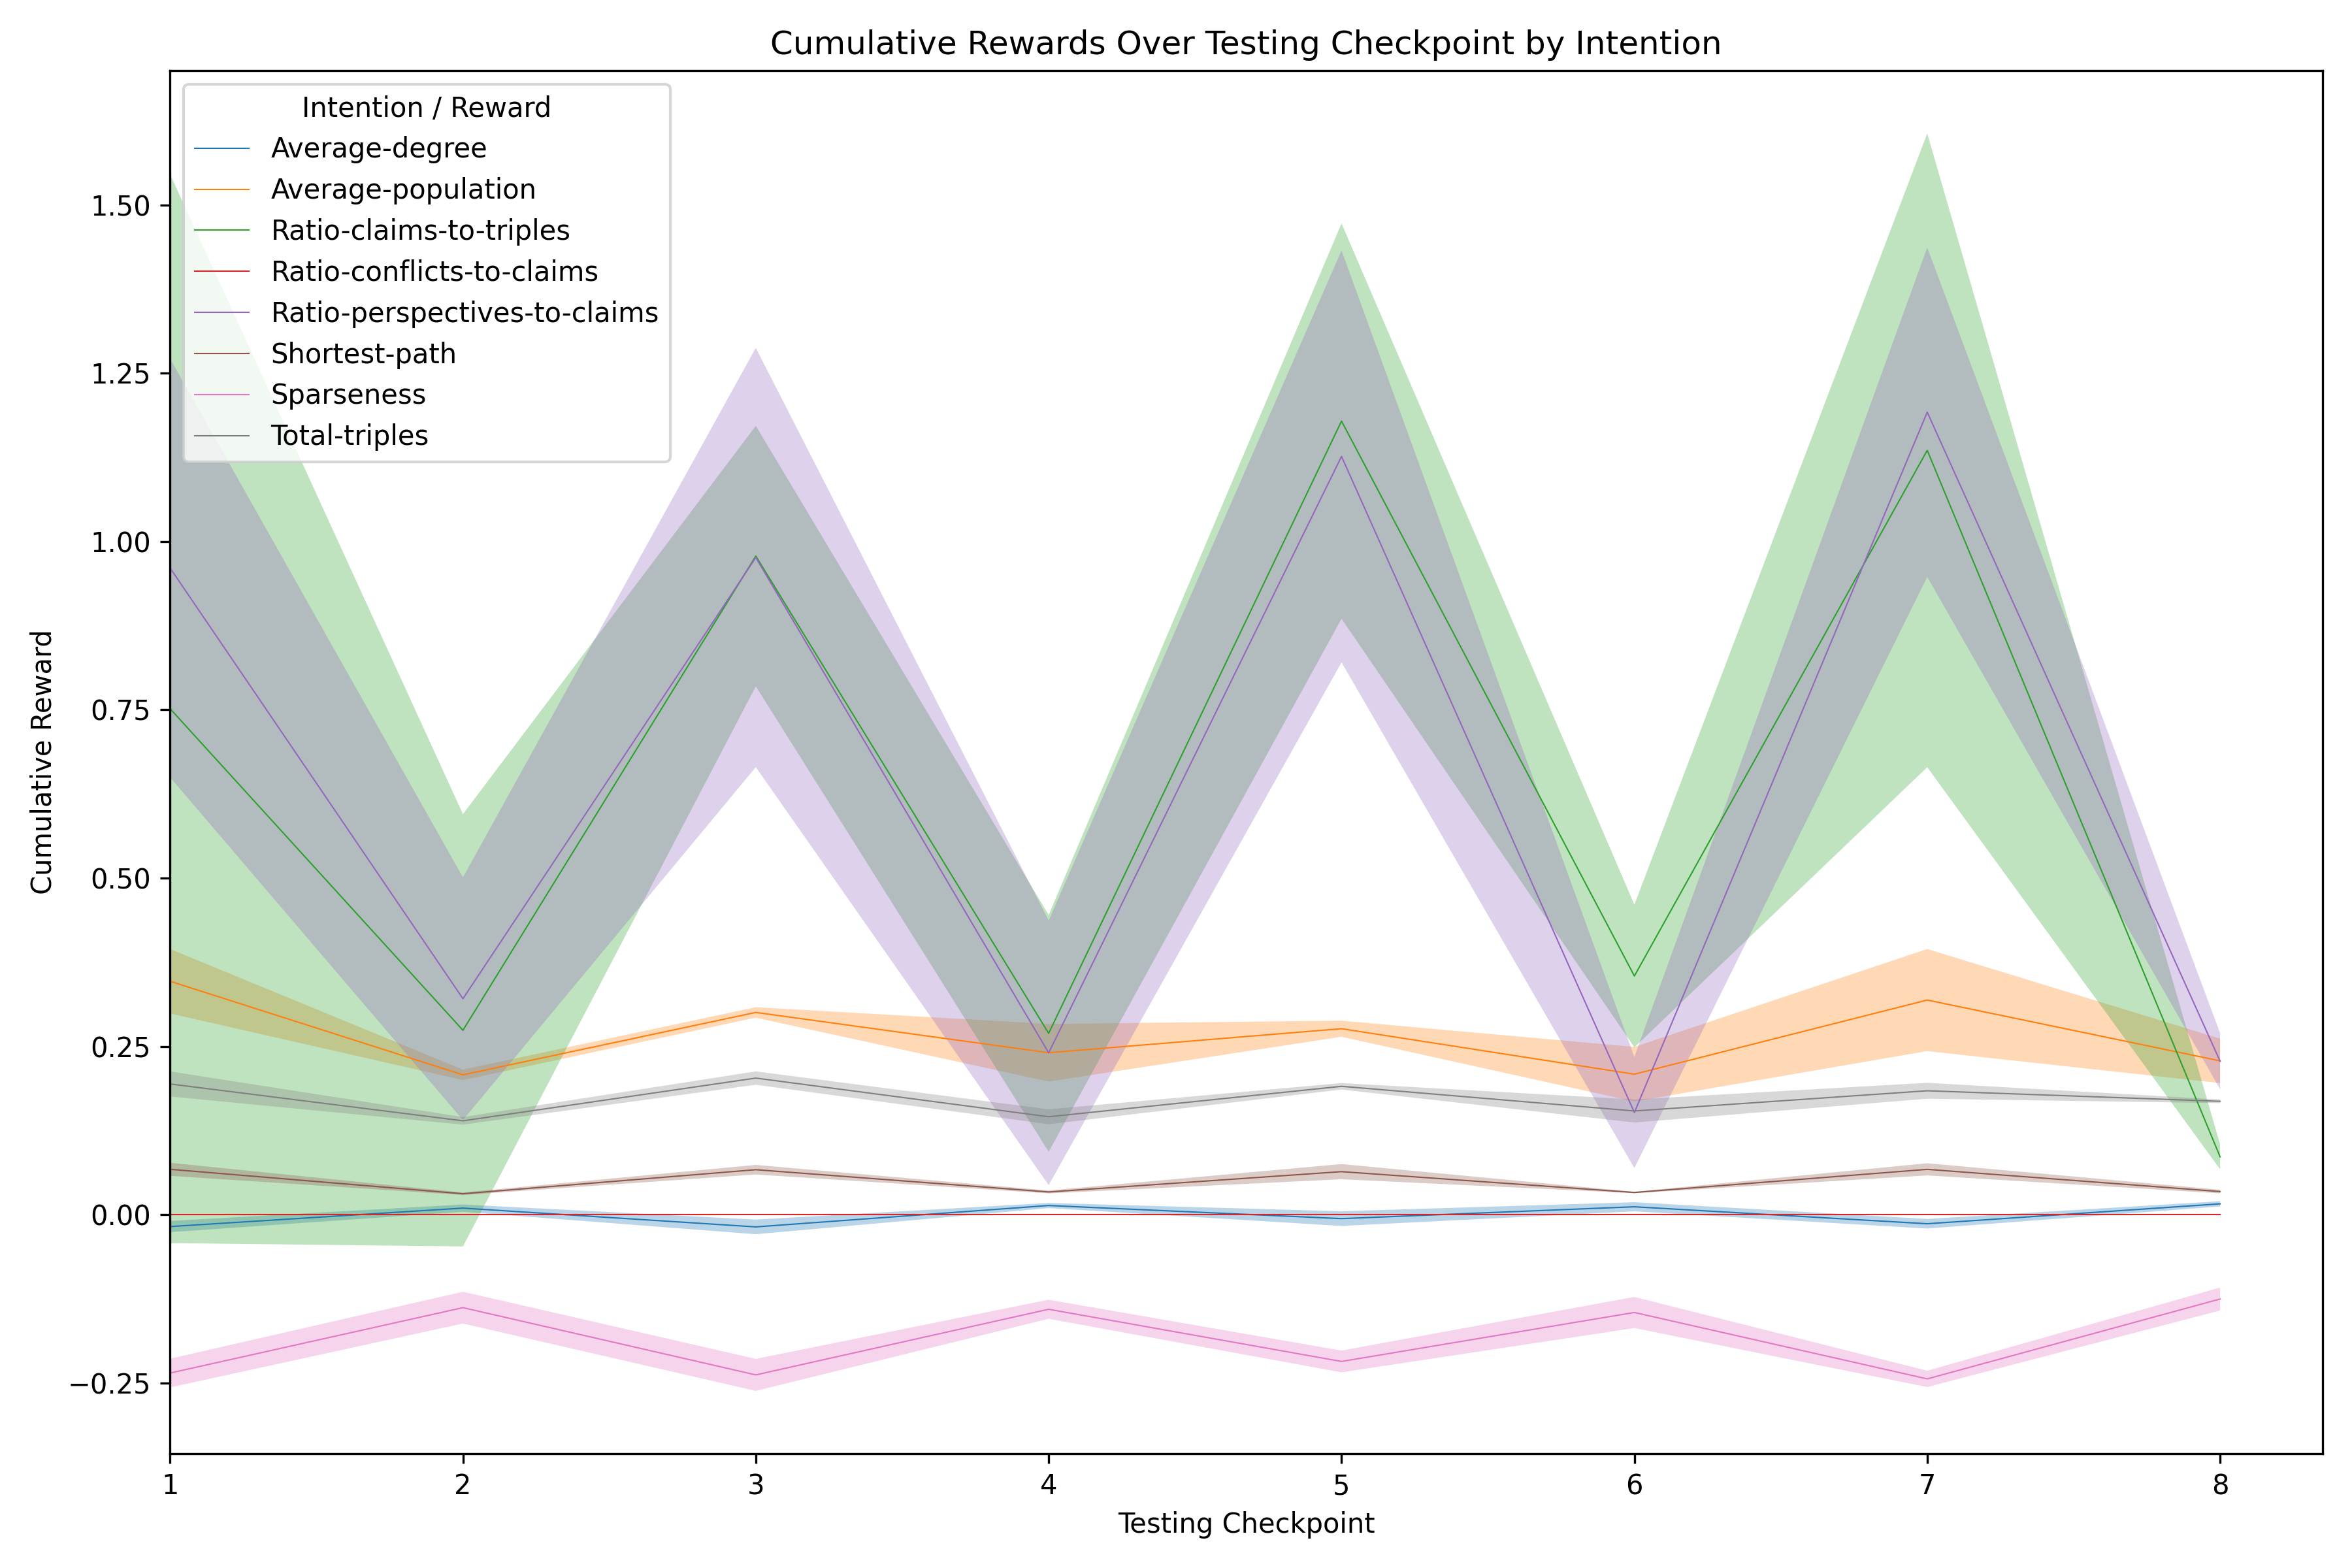 Cumulative Rewards Over Testing Checkpoint by Intention
Intention / Reward
Average-degree
Average-population
Ratio-claims-to-triples
Ratio-conflicts-to-claims
Ratio-perspectives-to-claims
Shortest-path
Sparseness
Total-triples
Cumulative Reward
1.50
1.25
1.00
0.75
0.50
0.25
0.00
−0.25
1 2 3 4 5 6 7 8
Testing Checkpoint